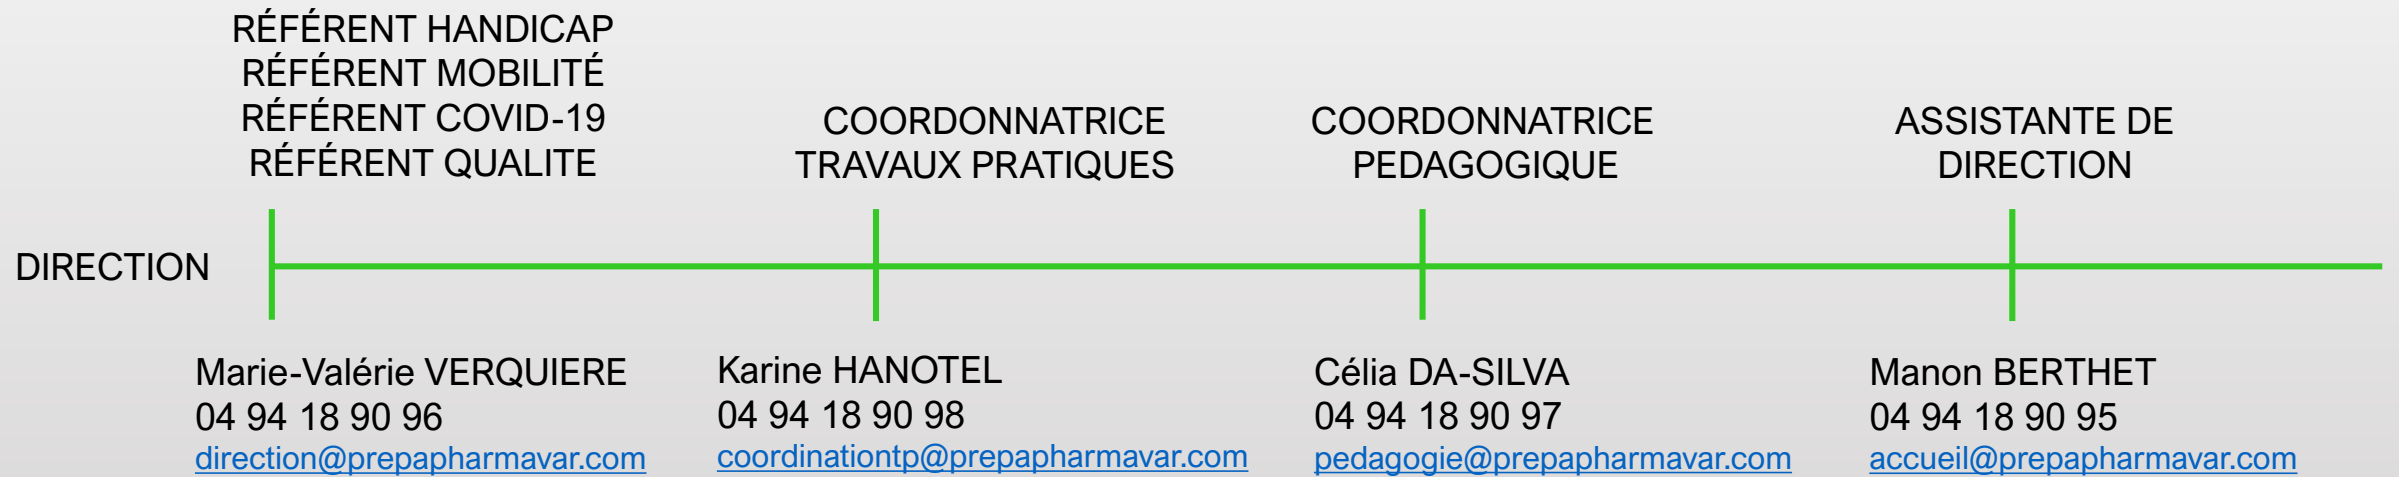 RÉFÉRENT HANDICAP
RÉFÉRENT MOBILITÉ
RÉFÉRENT COVID-19
RÉFÉRENT QUALITE
COORDONNATRICE
TRAVAUX PRATIQUES
COORDONNATRICE
PEDAGOGIQUE
ASSISTANTE DE
DIRECTION
DIRECTION
Marie-Valérie VERQUIERE
04 94 18 90 96
direction@prepapharmavar.com
Karine HANOTEL
04 94 18 90 98
coordinationtp@prepapharmavar.com
Célia DA-SILVA
04 94 18 90 97
pedagogie@prepapharmavar.com
Manon BERTHET
04 94 18 90 95
accueil@prepapharmavar.com